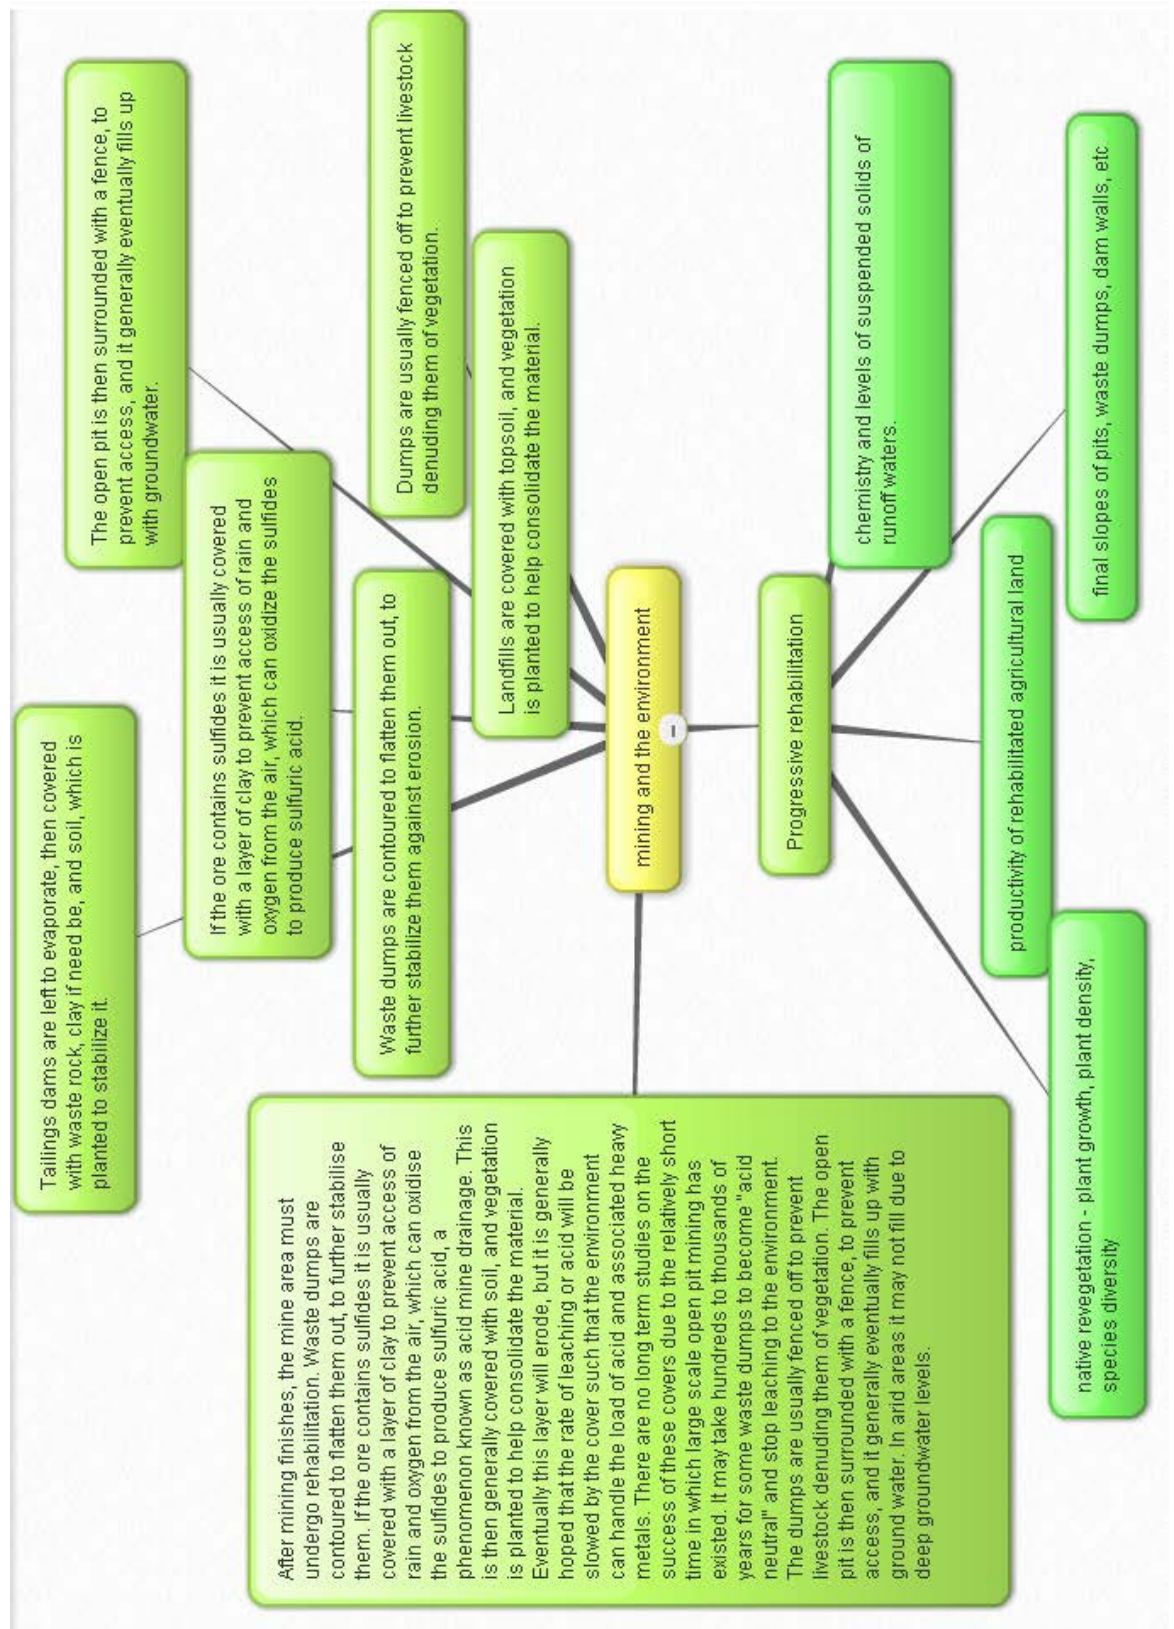 After mining finishes, the mine area must
undergo rehabilitation. Waste dumps are
contoured to flatten them out, to further stabilise
them. If the ore contains sulfides it is usually
covered with a layer of clay to prevent access of
rain and oxygen from the air, which can oxidise
the sulfides to produce sulfuric acid, a
phenomenon known as acid mine drainage. This
is then generally covered with soil, and vegetation
is planted to help consolidate the material.
Eventually this layer will erode, but it is generally
hoped that the rate of leaching or acid will be
slowed by the cover such that the environment
can handle the load of acid and associated heavy
metals. There are no long term studies on the
success of these covers due to the relatively short
time in which large scale open pit mining has
existed. It may take hundreds to thousands of
years for some waste dumps to become "acid
neutral" and stop leaching to the environment.
The dumps are usually fenced off to prevent
livestock denuding them of vegetation. The open
pit is then surrounded with a fence, to prevent
access, and it generally eventually fills up with
ground water. In arid areas it may not fill due to
deep groundwater levels.
Tailings dams are left to evaporate, then covered
with waste rock, clay if need be, and soil, which is
planted to stabilize it.
The open pit is then surrounded with a fence, to
prevent access, and it generally eventually fills up
with groundwater.
If the ore contains sulfides it is usually covered
with a layer of clay to prevent access of rain and
oxygen from the air, which can oxidize the sulfides
to produce sulfuric acid.
Waste dumps are contoured to flatten them out, to
further stabilize them against erosion.
Dumps are usually fenced off to prevent livestock
denuding them of vegetation.
Landfills are covered with topsoil, and vegetation
is planted to help consolidate the material.
mining and the environment
Progressive rehabilitation
chemistry and levels of suspended solids of
runoff waters.
productivity of rehabilitated agricultural land
final slopes of pits, waste dumps, dam walls, etc
native revegetation - plant growth, plant density,
species diversity